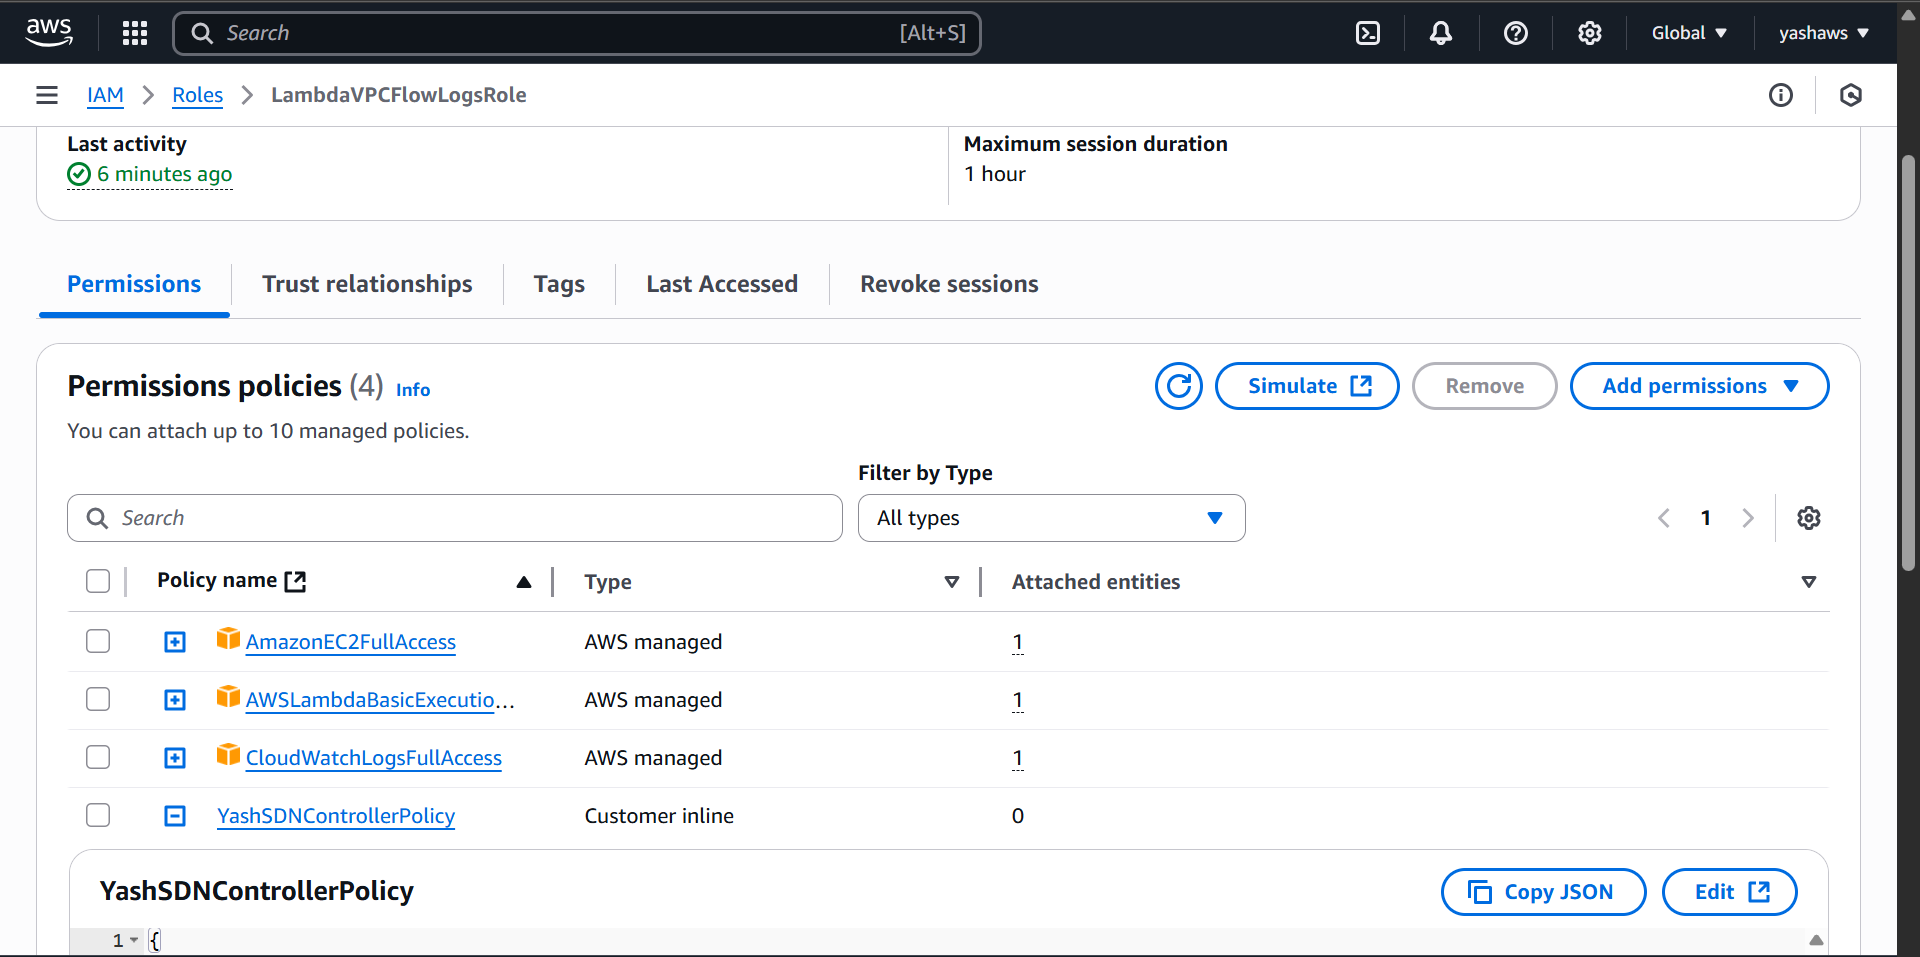 aws
Search [Alt+S]
Global
yashaws
IAM > Roles > LambdaVPCFlowLogsRole
Last activity
6 minutes ago
Maximum session duration
1 hour
Permissions
Trust relationships
Tags
Last Accessed
Revoke sessions
Permissions policies (4) Info
You can attach up to 10 managed policies.
Simulate
Remove
Add permissions
Filter by Type
Search
All types
1
Policy name
Type
Attached entities
AmazonEC2FullAccess AWS managed 1
AWSLambdaBasicExecutio... AWS managed 1
CloudWatchLogsFullAccess AWS managed 1
YashSDNControllerPolicy Customer inline 0
YashSDNControllerPolicy
Copy JSON
Edit
1 {